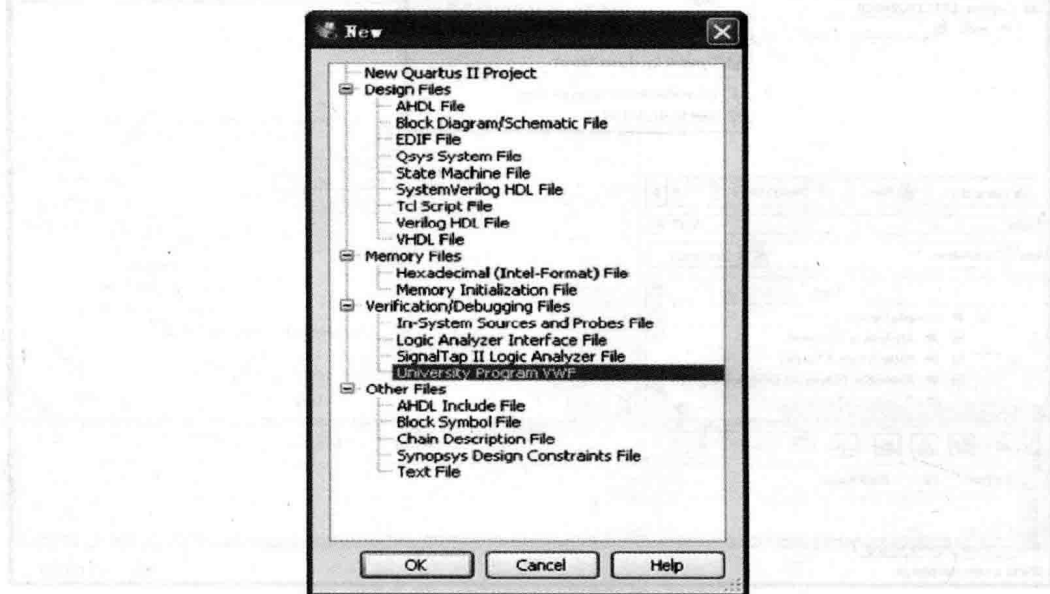 New
New Quartus II Project
Design Files
AHDL File
Block Diagram/Schematic File
EDIF File
Qsys System File
State Machine File
SystemVerilog HDL File
Tcl Script File
Verilog HDL File
VHDL File
Memory Files
Hexadecimal (Intel-Format) File
Memory Initialization File
Verification/Debugging Files
In-System Sources and Probes File
Logic Analyzer Interface File
SignalTap II Logic Analyzer File
University Program VWF
Other Files
AHDL Include File
Block Symbol File
Chain Description File
Synopsys Design Constraints File
Text File
OK Cancel Help